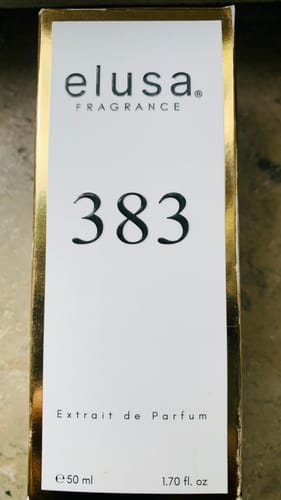 elusa®
FRAGRANCE
383
Extrait de Parfum
℮50 ml 1.70 fl. oz